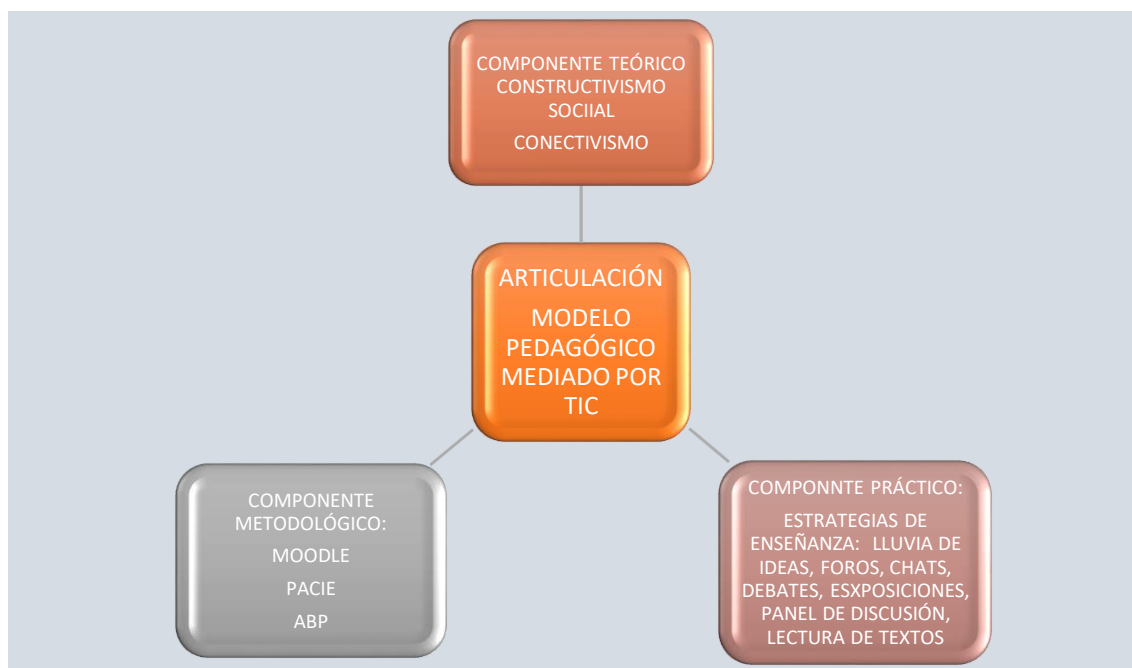 COMPONENTE TEÓRICO
CONSTRUCTIVISMO
SOCIIAL
CONECTIVISMO
ARTICULACIÓN
MODELO
PEDAGÓGICO
MEDIADO POR
TIC
COMPONENTE
METODOLÓGICO:
MOODLE
PACIE
ABP
COMPONNTE PRÁCTICO:
ESTRATEGIAS DE
ENSEÑANZA: LLUVIA DE
IDEAS, FOROS, CHATS,
DEBATES, ESXPOSICIONES,
PANEL DE DISCUSIÓN,
LECTURA DE TEXTOS